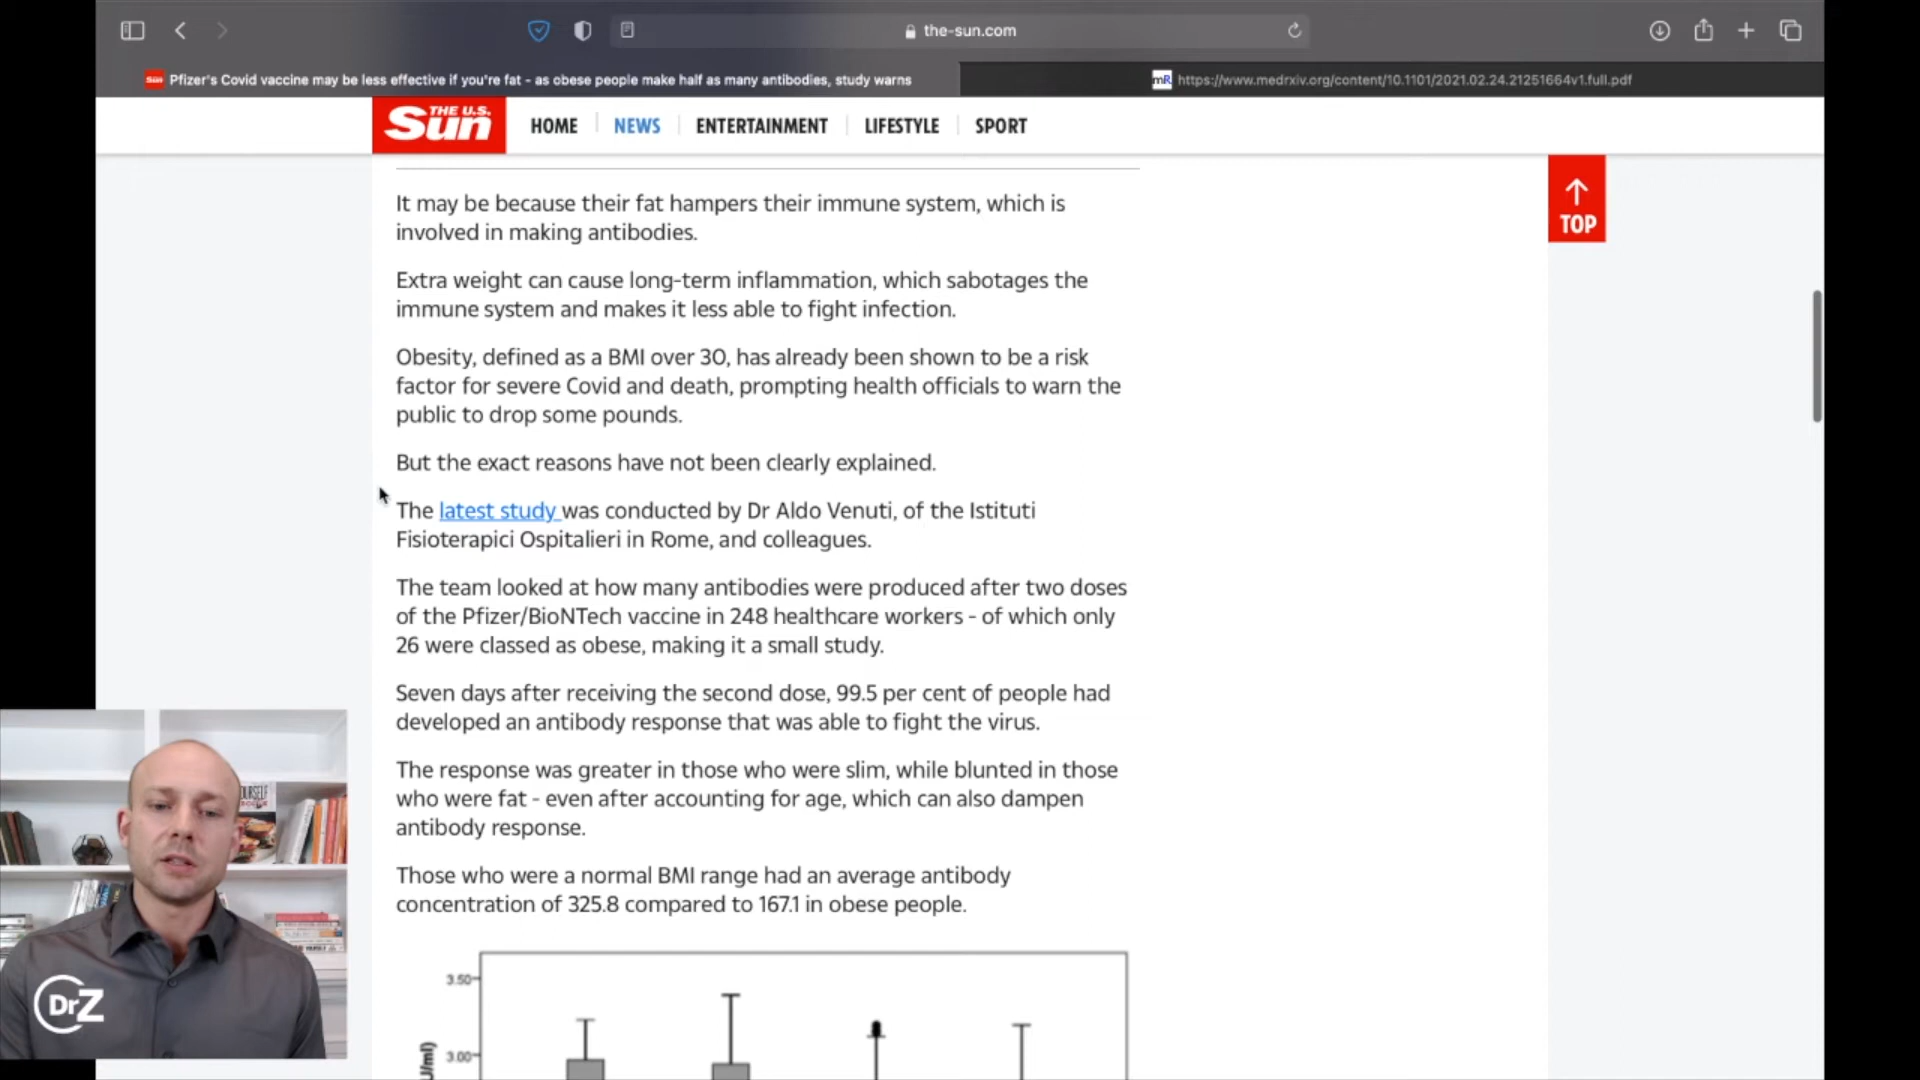 the-sun.com
Sun Pfizer's Covid vaccine may be less effective if you're fat - as obese people make half as many antibodies, study warns
mR https://www.medrxiv.org/content/10.1101/2021.02.24.21251664v1.full.pdf
THE U.S.
Sun
HOME NEWS ENTERTAINMENT LIFESTYLE SPORT
TOP
It may be because their fat hampers their immune system, which is
involved in making antibodies.
Extra weight can cause long-term inflammation, which sabotages the
immune system and makes it less able to fight infection.
Obesity, defined as a BMI over 30, has already been shown to be a risk
factor for severe Covid and death, prompting health officials to warn the
public to drop some pounds.
But the exact reasons have not been clearly explained.
The latest study was conducted by Dr Aldo Venuti, of the Istituti
Fisioterapici Ospitalieri in Rome, and colleagues.
The team looked at how many antibodies were produced after two doses
of the Pfizer/BioNTech vaccine in 248 healthcare workers - of which only
26 were classed as obese, making it a small study.
Seven days after receiving the second dose, 99.5 per cent of people had
developed an antibody response that was able to fight the virus.
The response was greater in those who were slim, while blunted in those
who were fat - even after accounting for age, which can also dampen
antibody response.
Those who were a normal BMI range had an average antibody
concentration of 325.8 compared to 167.1 in obese people.
3.50
3.00
U/ml)
DrZ